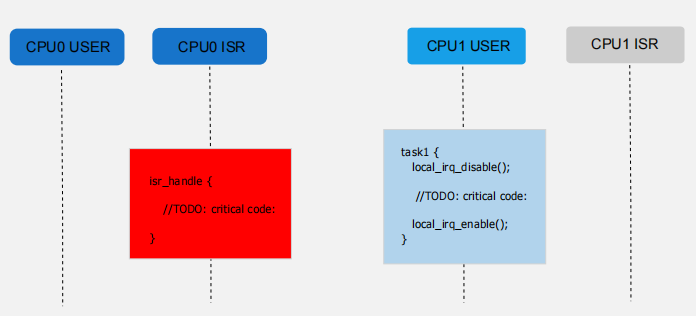 CPU0 USER
CPU0 ISR
CPU1 USER
CPU1 ISR
isr_handle {
//TODO: critical code:
}
task1 {
local_irq_disable();
//TODO: critical code:
local_irq_enable();
}